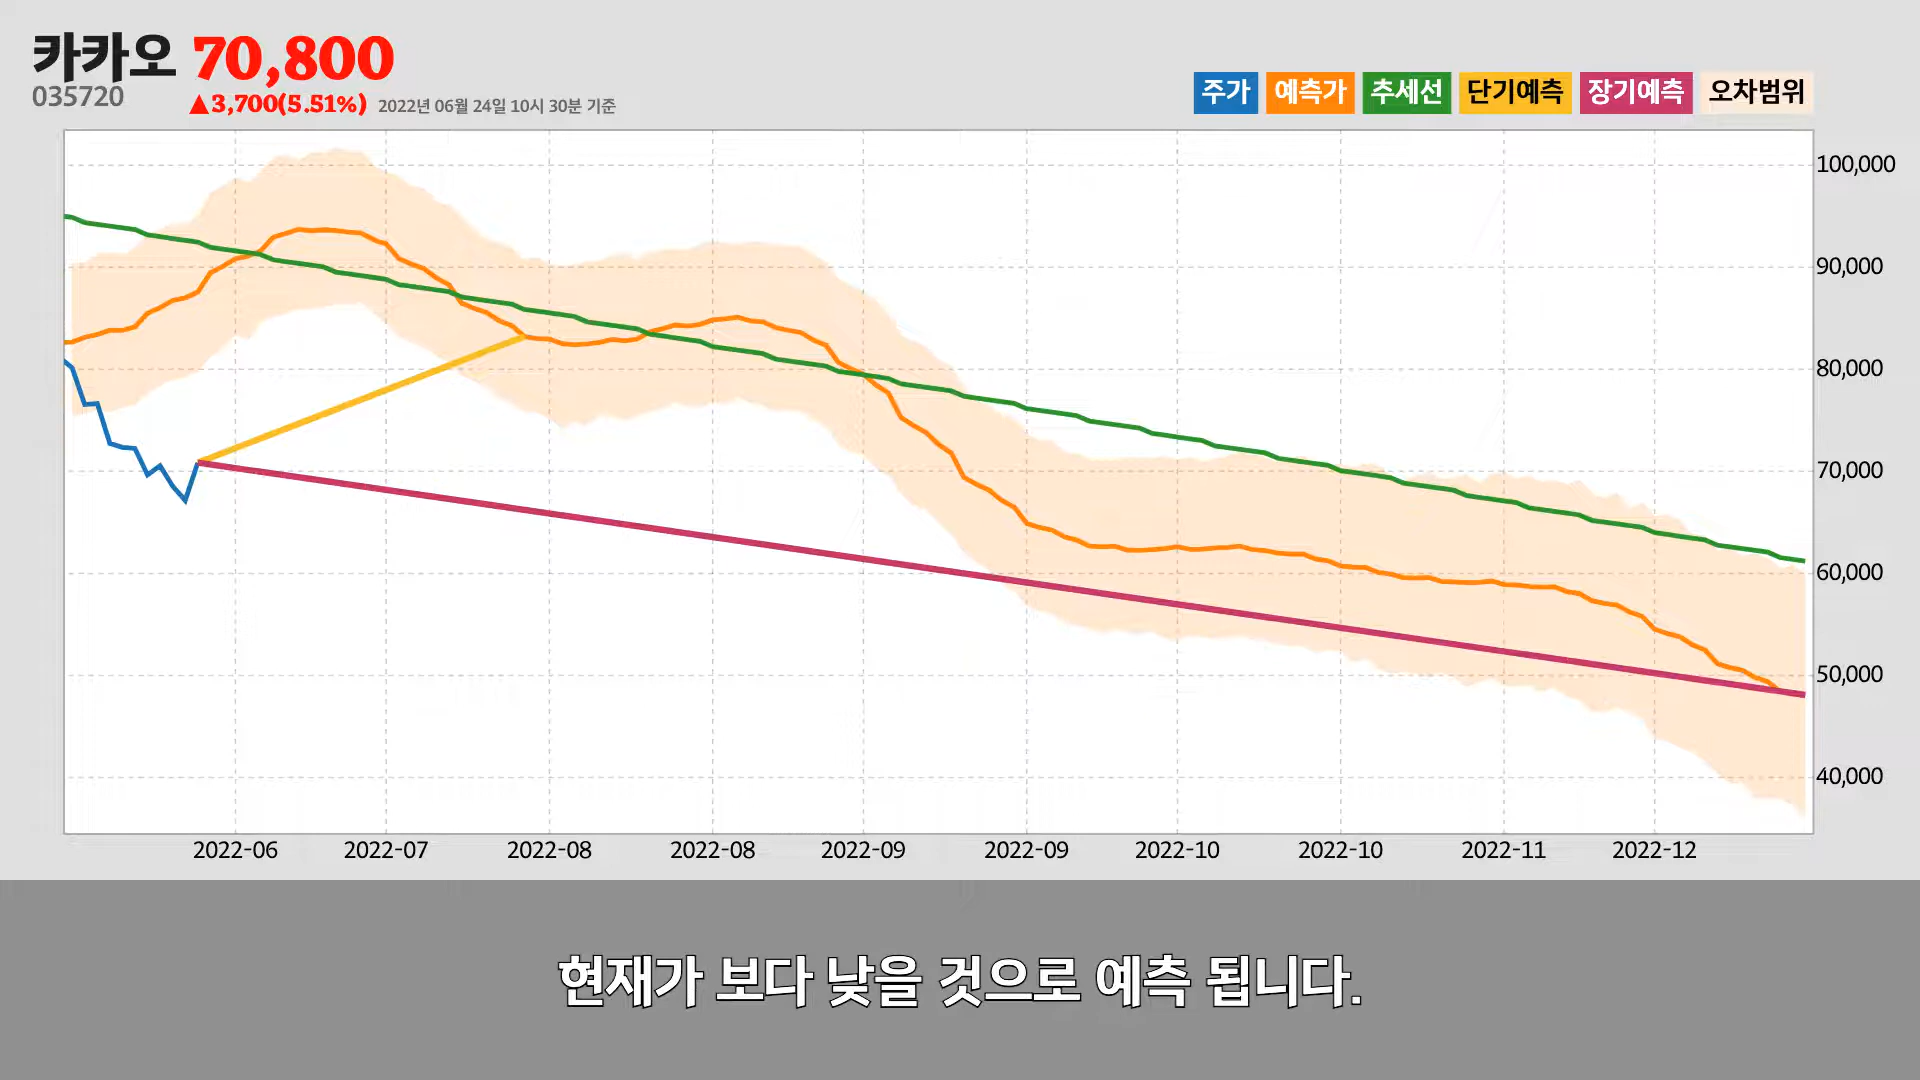 카카오 70,800
035720
▲3,700(5.51%) 2022년 06월 24일 10시 30분 기준
주가 예측가 추세선 단기예측 장기예측 오차범위
100,000
90,000
80,000
70,000
60,000
50,000
40,000
2022-06 2022-07 2022-08 2022-08 2022-09 2022-09 2022-10 2022-10 2022-11 2022-12
현재가 보다 낮을 것으로 예측 됩니다.